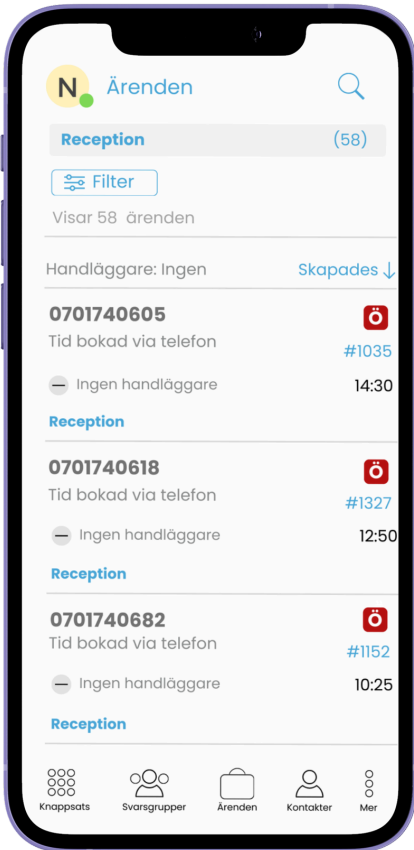 N Ärenden
Reception (58)
Filter
Visar 58 ärenden
Handläggare: Ingen Skapades ↓
0701740605 Ö
Tid bokad via telefon
#1035
Ingen handläggare 14:30
Reception
0701740618 Ö
Tid bokad via telefon
#1327
Ingen handläggare 12:50
Reception
0701740682 Ö
Tid bokad via telefon
#1152
Ingen handläggare 10:25
Reception
Knappsats Svarsgrupper Ärenden Kontakter Mer